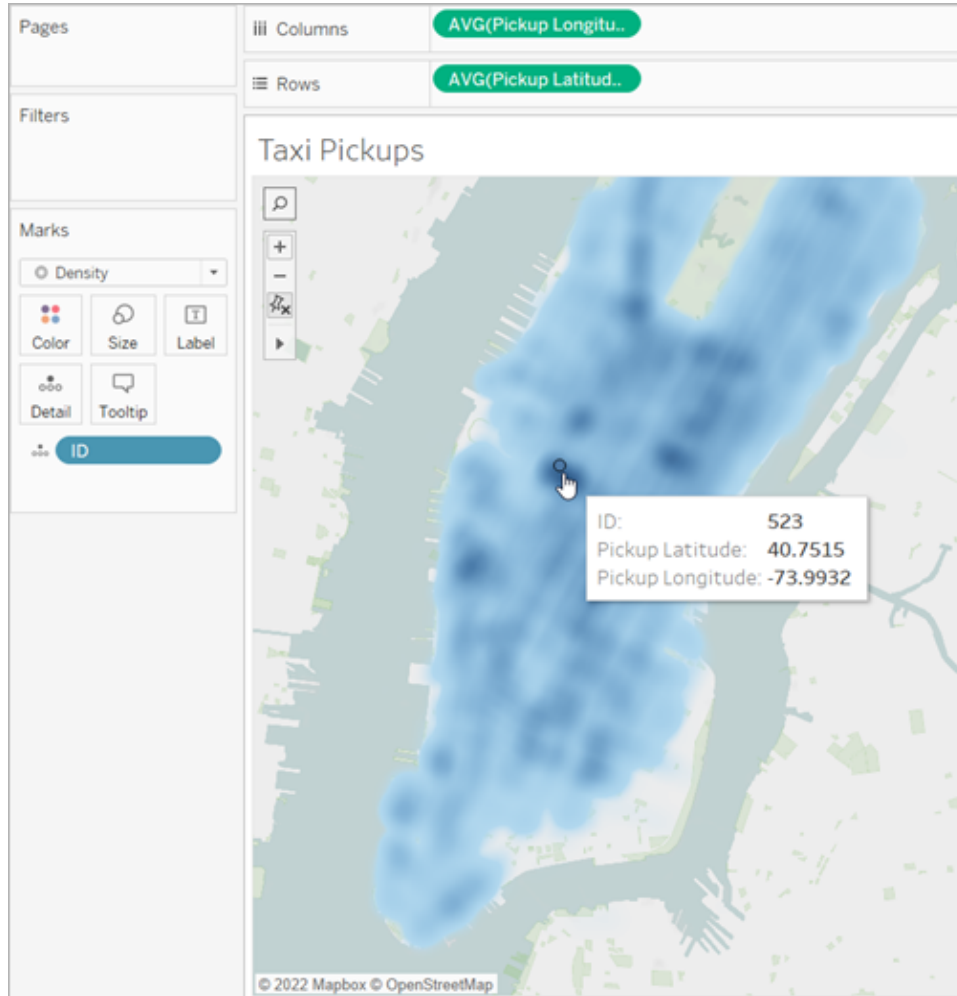 Pages
iii Columns
AVG(Pickup Longitu..
Rows
AVG(Pickup Latitud..
Filters
Taxi Pickups
Marks
Density
Color
Size
T
Label
Detail
Tooltip
ID
ID: 523
Pickup Latitude: 40.7515
Pickup Longitude: -73.9932
© 2022 Mapbox © OpenStreetMap